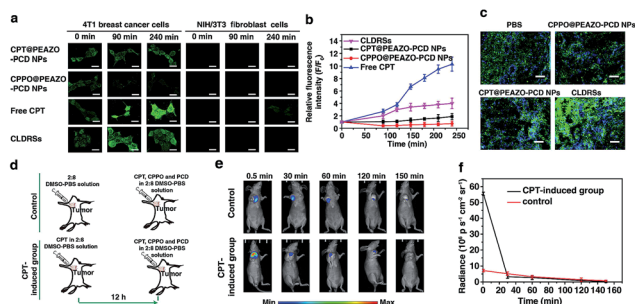 a
4T1 breast cancer cells
NIH/3T3 fibroblast cells
0 min 90 min 240 min 0 min 90 min 240 min
CPT@PEAZO
-PCD NPs
CPPO@PEAZO
-PCD NPs
Free CPT
CLDRSs
b
Relative fluorescence
intensity (F/F₀)
14
12
10
8
6
4
2
0
CLDRSs
CPT@PEAZO-PCD NPs
CPPO@PEAZO-PCD NPs
Free CPT
0 50 100 150 200 250
Time (min)
c
PBS CPPO@PEAZO-PCD NPs
CPT@PEAZO-PCD NPs CLDRSs
d
Control
2:8
DMSO-PBS solution
Tumor
CPT, CPPO and PCD
in 2:8 DMSO-PBS solution
Tumor
CPT-
induced group
CPT in 2:8
DMSO-PBS solution
Tumor
CPT, CPPO and PCD
in 2:8 DMSO-PBS solution
Tumor
12 h
e
0.5 min 30 min 60 min 120 min 150 min
Control
CPT-
induced group
Min Max
f
Radiance (10⁶ p s⁻¹ cm⁻² sr⁻¹)
60
50
40
30
20
10
0
CPT-induced group
control
0 20 40 60 80 100 120 140 160
Time (min)